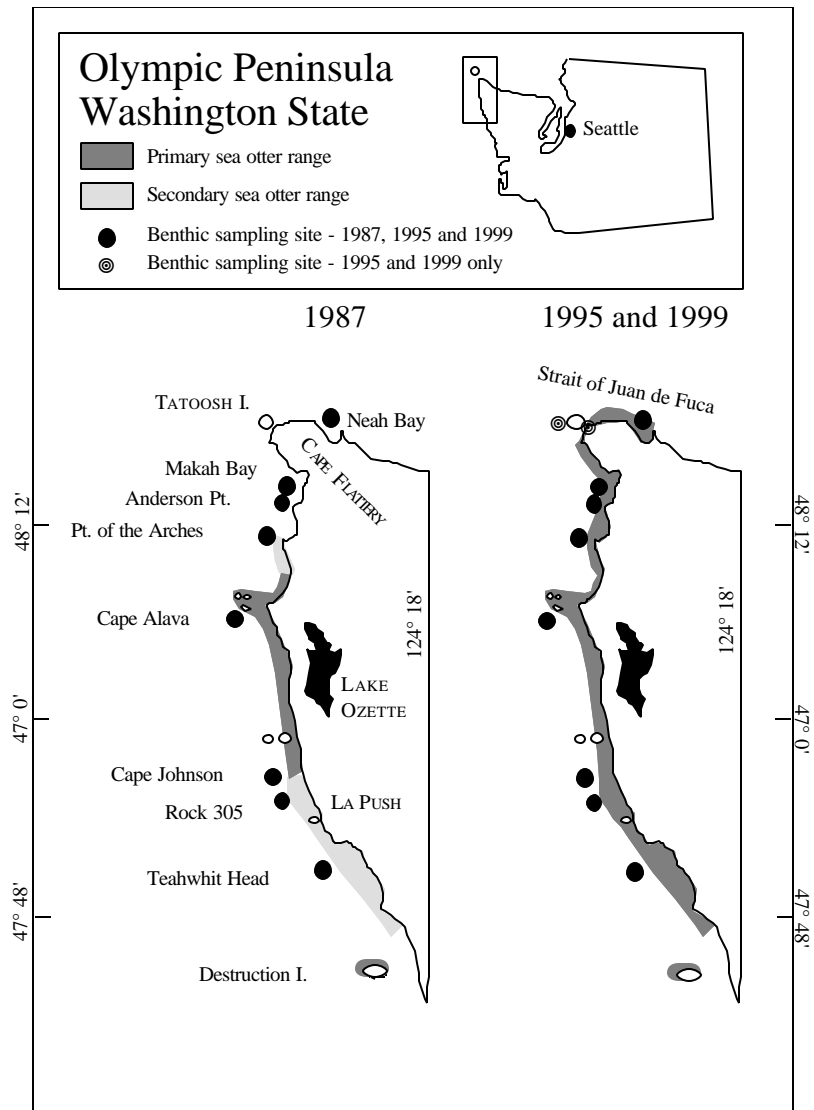 Olympic Peninsula
Washington State
Primary sea otter range
Secondary sea otter range
Benthic sampling site - 1987, 1995 and 1999
Benthic sampling site - 1995 and 1999 only
Seattle
1987
1995 and 1999
TATOOSH I.
Neah Bay
CAPE FLATTERY
Makah Bay
Anderson Pt.
Pt. of the Arches
Cape Alava
LAKE
OZETTE
Cape Johnson
LA PUSH
Rock 305
Teahwhit Head
Destruction I.
48° 12'
47° 0'
47° 48'
124° 18'
Strait of Juan de Fuca
124° 18'
48° 12'
47° 0'
47° 48'